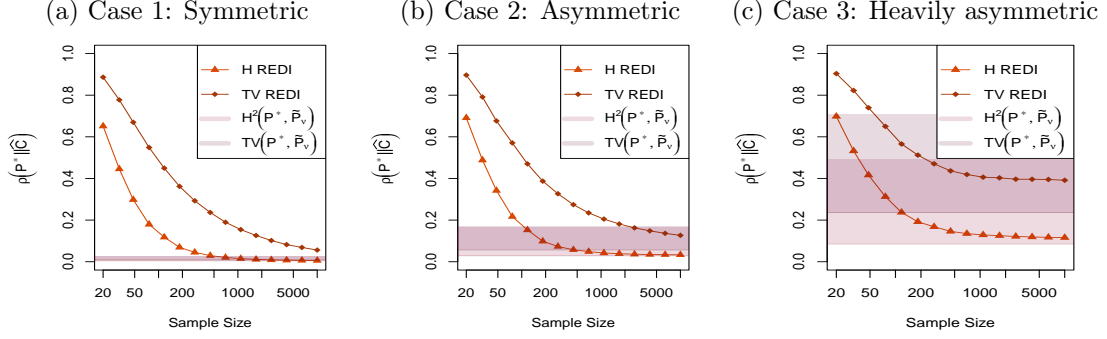 (a) Case 1: Symmetric
1.0
0.8
0.6
0.4
0.2
0.0
ρ(P*||Ĉ)
H REDI
TV REDI
H²(P*, P̃ᵥ)
TV(P*, P̃ᵥ)
20 50 200 1000 5000
Sample Size
(b) Case 2: Asymmetric
1.0
0.8
0.6
0.4
0.2
0.0
ρ(P*||Ĉ)
H REDI
TV REDI
H²(P*, P̃ᵥ)
TV(P*, P̃ᵥ)
20 50 200 1000 5000
Sample Size
(c) Case 3: Heavily asymmetric
1.0
0.8
0.6
0.4
0.2
0.0
ρ(P*||Ĉ)
H REDI
TV REDI
H²(P*, P̃ᵥ)
TV(P*, P̃ᵥ)
20 50 200 1000 5000
Sample Size